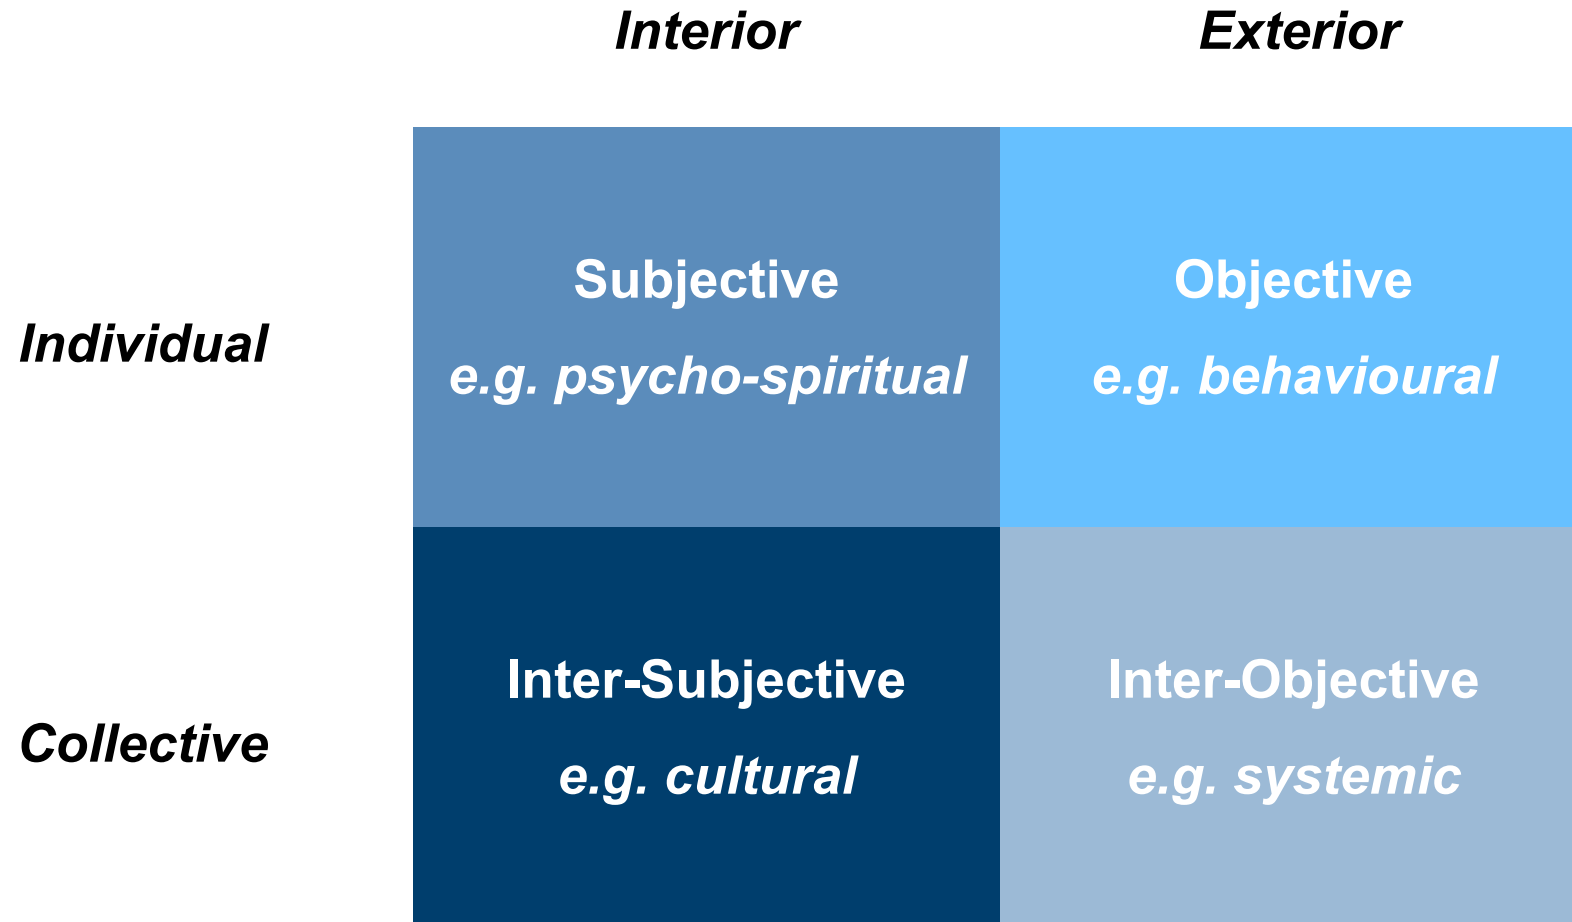 Interior Exterior
Individual
Subjective
e.g. psycho-spiritual
Objective
e.g. behavioural
Collective
Inter-Subjective
e.g. cultural
Inter-Objective
e.g. systemic